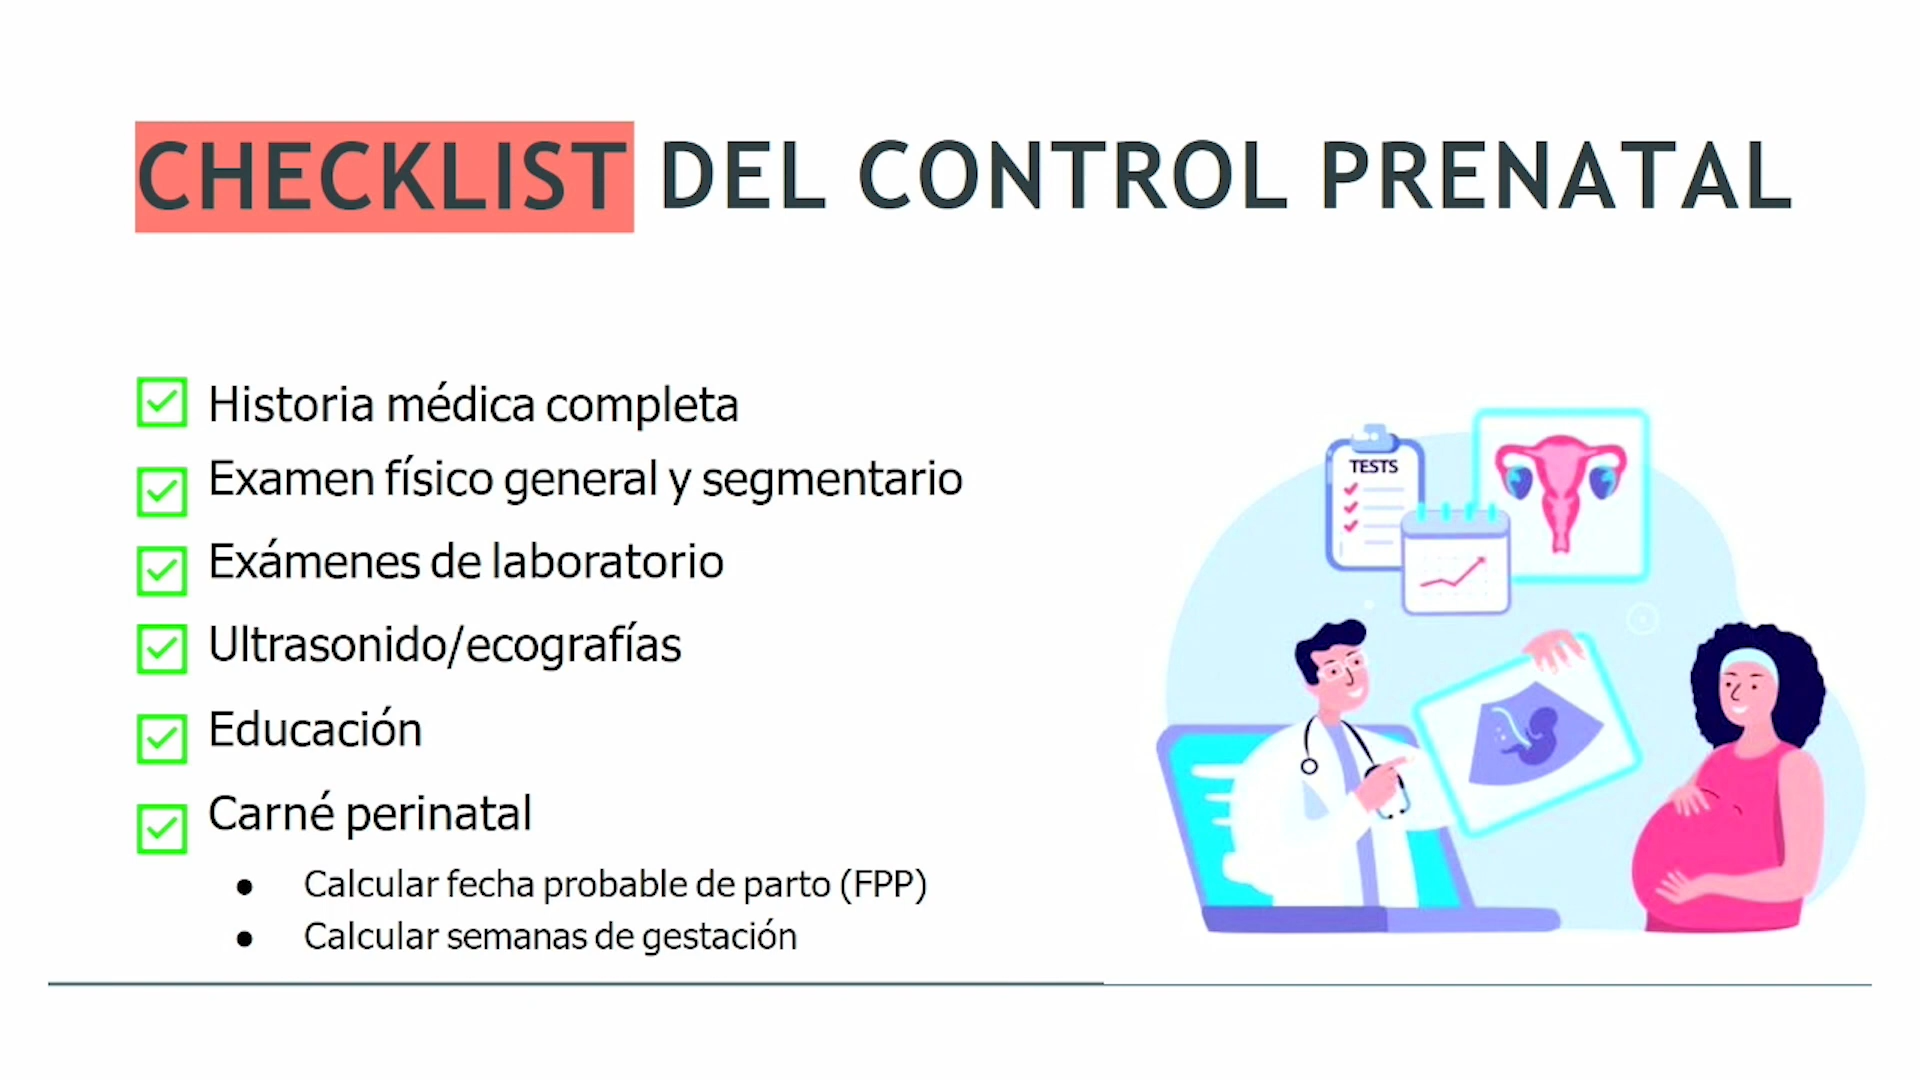 CHECKLIST DEL CONTROL PRENATAL
Historia médica completa
Examen físico general y segmentario
Exámenes de laboratorio
Ultrasonido/ecografías
Educación
Carné perinatal
● Calcular fecha probable de parto (FPP)
● Calcular semanas de gestación
TESTS